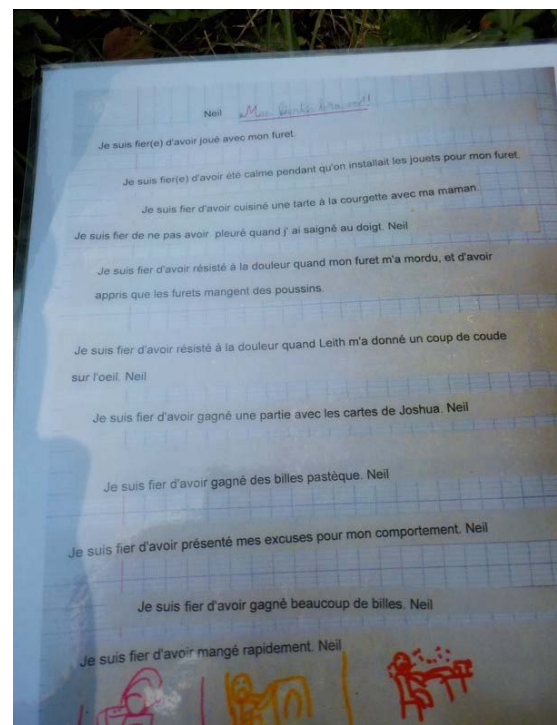 Neil
Je suis fier(e) d'avoir joué avec mon furet.
Je suis fier(e) d'avoir été calme pendant qu'on installait les jouets pour mon furet.
Je suis fier d'avoir cuisiné une tarte à la courgette avec ma maman.
Je suis fier de ne pas avoir pleuré quand j' ai saigné au doigt. Neil
Je suis fier d'avoir résisté à la douleur quand mon furet m'a mordu, et d'avoir
appris que les furets mangent des poussins.
Je suis fier d'avoir résisté à la douleur quand Leith m'a donné un coup de coude
sur l'oeil. Neil
Je suis fier d'avoir gagné une partie avec les cartes de Joshua. Neil
Je suis fier d'avoir gagné des billes pastèque. Neil
Je suis fier d'avoir présenté mes excuses pour mon comportement. Neil
Je suis fier d'avoir gagné beaucoup de billes. Neil
Je suis fier d'avoir mangé rapidement. Neil